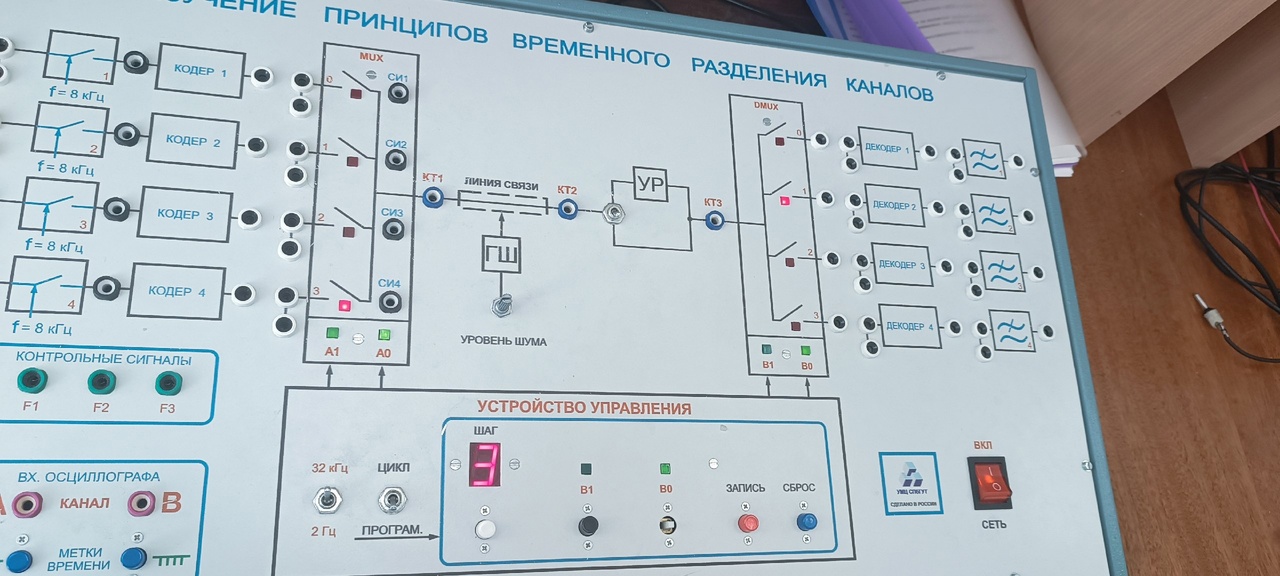 УЧЕНИЕ ПРИНЦИПОВ ВРЕМЕННОГО РАЗДЕЛЕНИЯ КАНАЛОВ
1
f = 8 кГц
КОДЕР 1
2
f = 8 кГц
КОДЕР 2
3
f = 8 кГц
КОДЕР 3
4
f = 8 кГц
КОДЕР 4
MUX
0
СИ1
1
СИ2
2
СИ3
3
СИ4
A1 A0
КТ1
ЛИНИЯ СВЯЗИ
КТ2
ГШ
УРОВЕНЬ ШУМА
УР
КТ3
DMUX
0
1
2
3
B1 B0
ДЕКОДЕР 1
1
ДЕКОДЕР 2
2
ДЕКОДЕР 3
3
ДЕКОДЕР 4
4
КОНТРОЛЬНЫЕ СИГНАЛЫ
F1 F2 F3
ВХ. ОСЦИЛЛОГРАФА
A КАНАЛ B
МЕТКИ
ВРЕМЕНИ
УСТРОЙСТВО УПРАВЛЕНИЯ
32 кГц
2 Гц
ЦИКЛ
ПРОГРАМ.
ШАГ
3
B1
B0
ЗАПИСЬ
СБРОС
УМЦ СПбГУТ
СДЕЛАНО В РОССИИ
ВКЛ
I
СЕТЬ